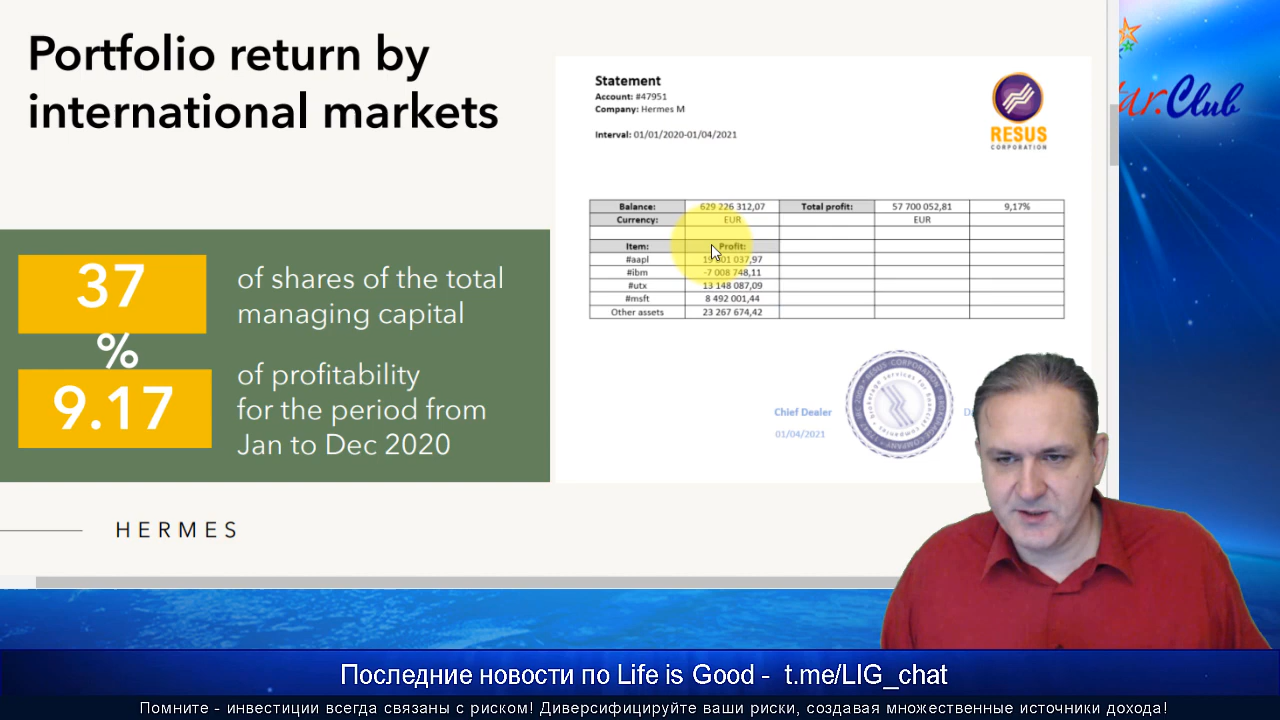 Portfolio return by
international markets
Statement
Account: #47951
Company: Hermes M
Interval: 01/01/2020-01/04/2021
RESUS
CORPORATION
Balance: 629 226 312,07 Total profit: 57 700 052,81 9,17%
Currency: EUR EUR
Item: Profit:
#aapl
#ibm -7 008 748,11
#utx 13 148 087,09
#msft 8 492 001,44
Other assets 23 267 674,42
37
%
of shares of the total
managing capital
9.17
of profitability
for the period from
Jan to Dec 2020
Chief Dealer
01/04/2021
HERMES
.Club
Последние новости по Life is Good - t.me/LIG_chat
Помните - инвестиции всегда связаны с риском! Диверсифицируйте ваши риски, создавая множественные источники дохода!